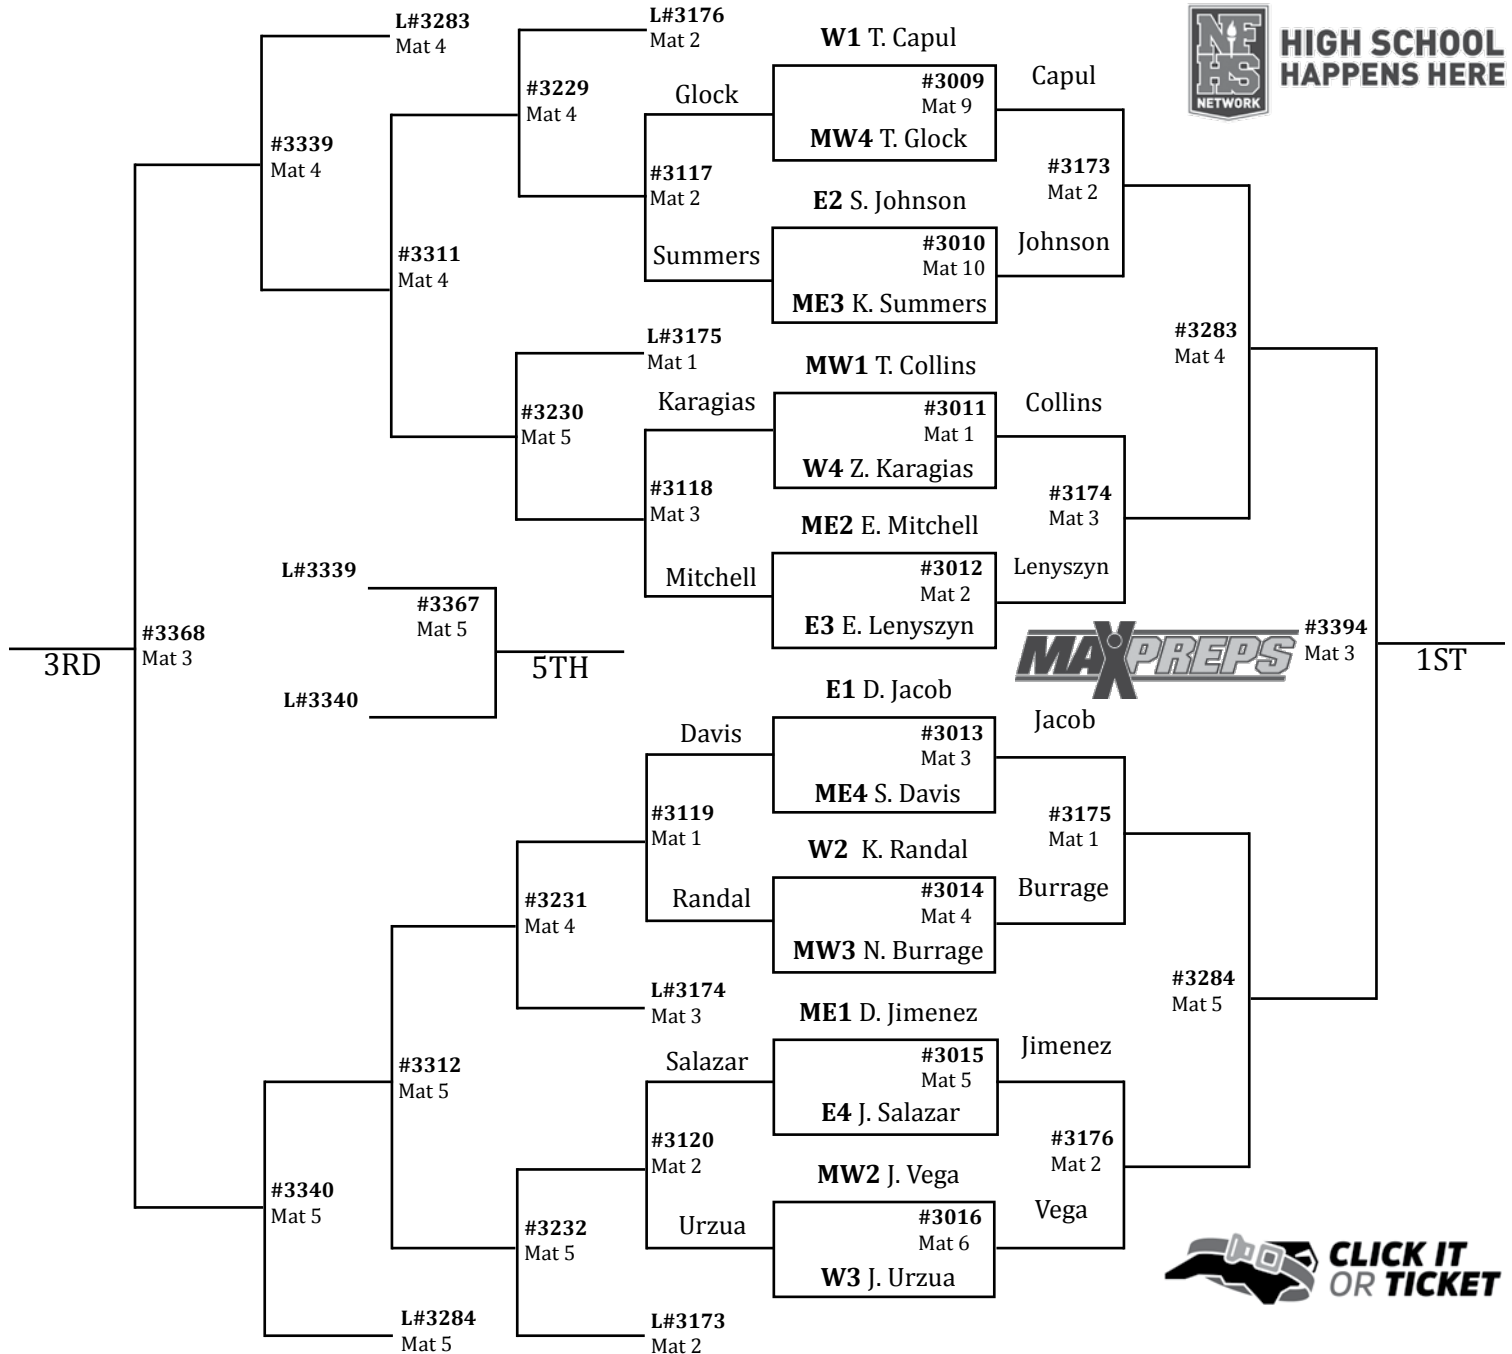 L#3283
Mat 4
L#3176
Mat 2
W1 T. Capul
NF
HS
NETWORK
HIGH SCHOOL
HAPPENS HERE
#3229
Mat 4
Glock
#3009
Mat 9
Capul
MW4 T. Glock
#3339
Mat 4
#3117
Mat 2
#3173
Mat 2
E2 S. Johnson
#3311
Mat 4
Summers
#3010
Mat 10
Johnson
ME3 K. Summers
L#3175
Mat 1
#3283
Mat 4
MW1 T. Collins
#3230
Mat 5
Karagias
#3011
Mat 1
Collins
W4 Z. Karagias
#3118
Mat 3
#3174
Mat 3
ME2 E. Mitchell
L#3339
Mitchell
#3012
Mat 2
Lenyszyn
#3367
Mat 5
E3 E. Lenyszyn
#3368
Mat 3
3RD
5TH
MAXPREPS
#3394
Mat 3
1ST
L#3340
E1 D. Jacob
Davis
#3013
Mat 3
Jacob
ME4 S. Davis
#3119
Mat 1
#3175
Mat 1
W2 K. Randal
#3231
Mat 4
Randal
#3014
Mat 4
Burrage
MW3 N. Burrage
L#3174
Mat 3
#3284
Mat 5
ME1 D. Jimenez
#3312
Mat 5
Salazar
#3015
Mat 5
Jimenez
E4 J. Salazar
#3120
Mat 2
#3176
Mat 2
MW2 J. Vega
#3340
Mat 5
#3232
Mat 5
Urzua
#3016
Mat 6
Vega
W3 J. Urzua
CLICK IT
OR TICKET
L#3284
Mat 5
L#3173
Mat 2